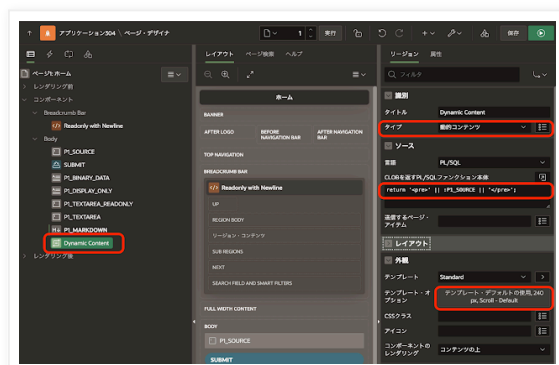 アプリケーション304 \ ページ・デザイナ
1
実行
保存
ページ1: ホーム
レンダリング前
コンポーネント
Breadcrumb Bar
Readonly with Newline
Body
P1_SOURCE
SUBMIT
P1_BINARY_DATA
P1_DISPLAY_ONLY
P1_TEXTAREA_READONLY
P1_TEXTAREA
P1_MARKDOWN
Dynamic Content
レンダリング後
レイアウト
ページ検索
ヘルプ
ホーム
BANNER
AFTER LOGO
BEFORE NAVIGATION BAR
AFTER NAVIGATION BAR
TOP NAVIGATION
BREADCRUMB BAR
Readonly with Newline
UP
REGION BODY
リージョン・コンテンツ
SUB REGIONS
NEXT
SEARCH FIELD AND SMART FILTERS
FULL WIDTH CONTENT
BODY
P1_SOURCE
SUBMIT
リージョン
属性
フィルタ
識別
タイトル
Dynamic Content
タイプ
動的コンテンツ
ソース
言語
PL/SQL
CLOBを返すPL/SQLファンクション本体
return '<pre>' || :P1_SOURCE || '</pre>';
送信するページ・
アイテム
レイアウト
外観
テンプレート
Standard
テンプレート・オ
プション
テンプレート・デフォルトの使用, 240
px, Scroll - Default
CSSクラス
アイコン
コンポーネントの
レンダリング
コンテンツの上